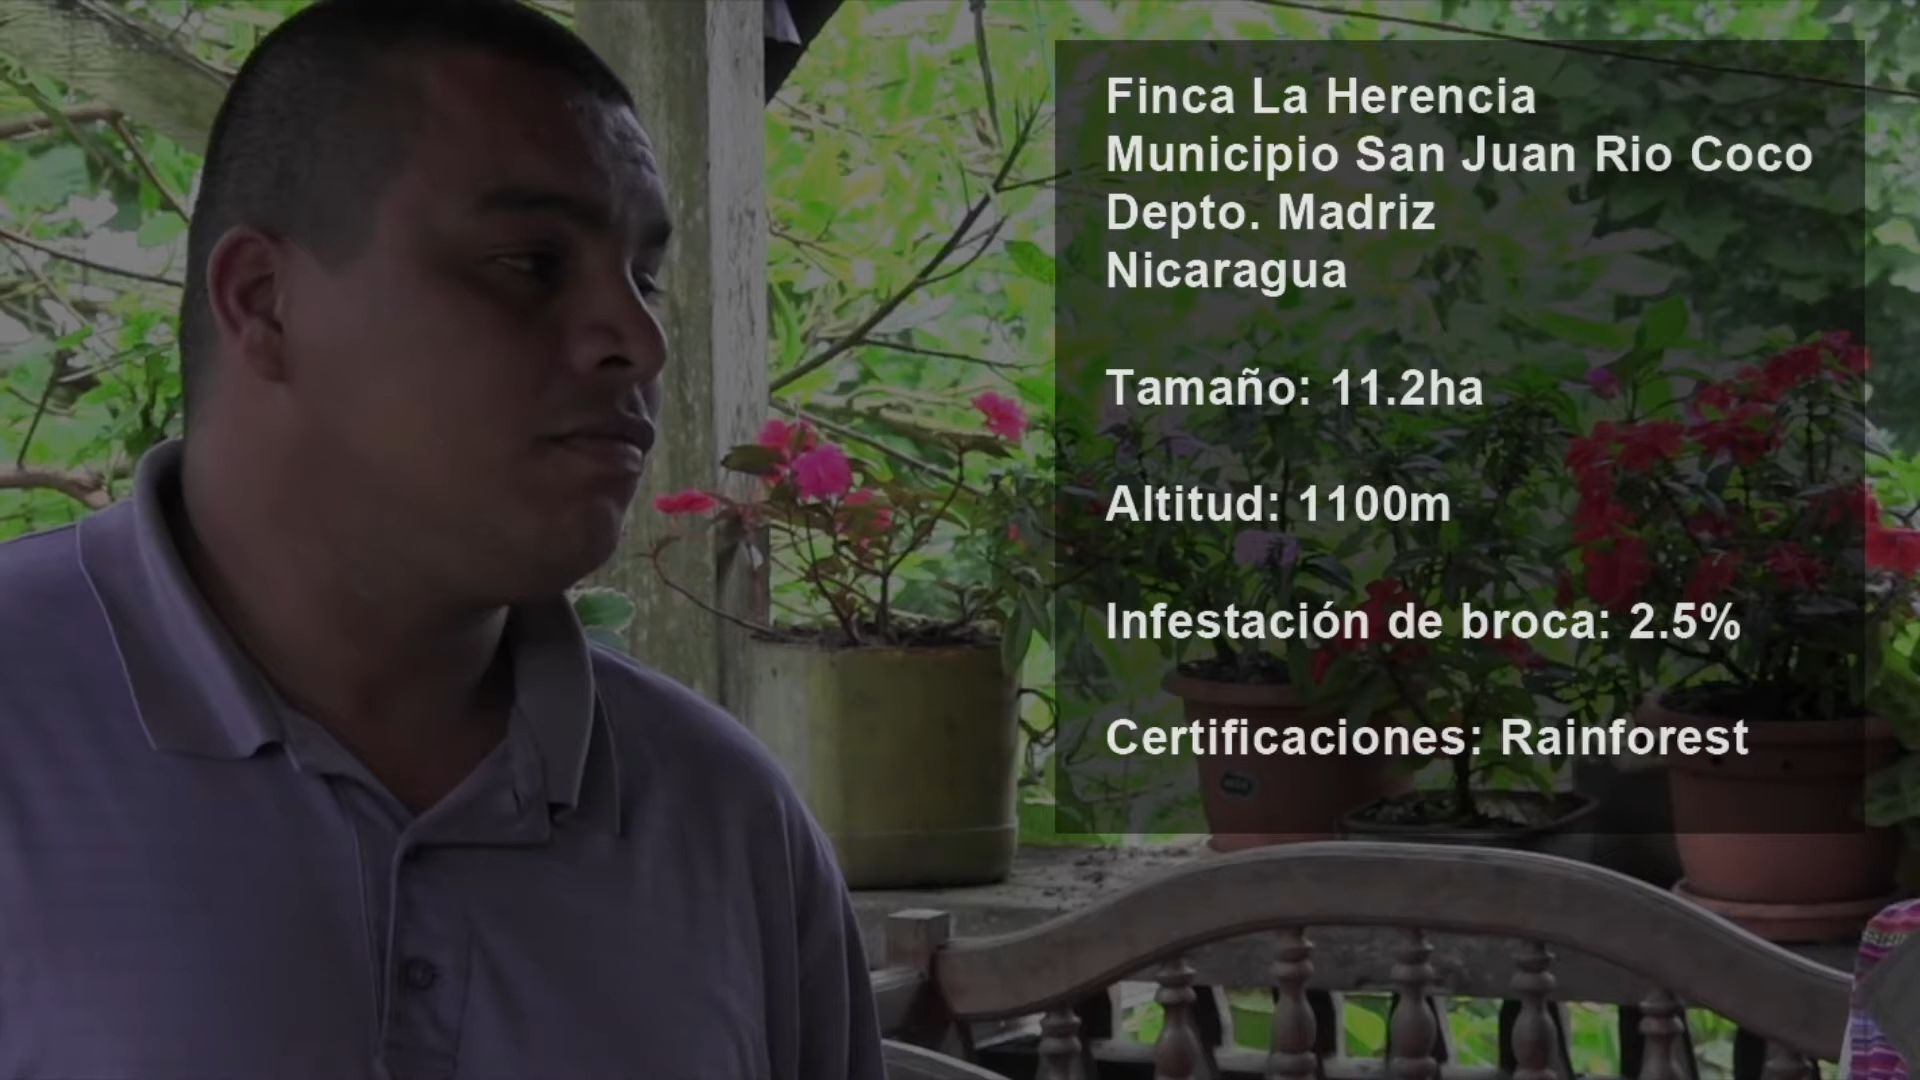 Finca La Herencia
Municipio San Juan Rio Coco
Depto. Madriz
Nicaragua
Tamaño: 11.2ha
Altitud: 1100m
Infestación de broca: 2.5%
Certificaciones: Rainforest